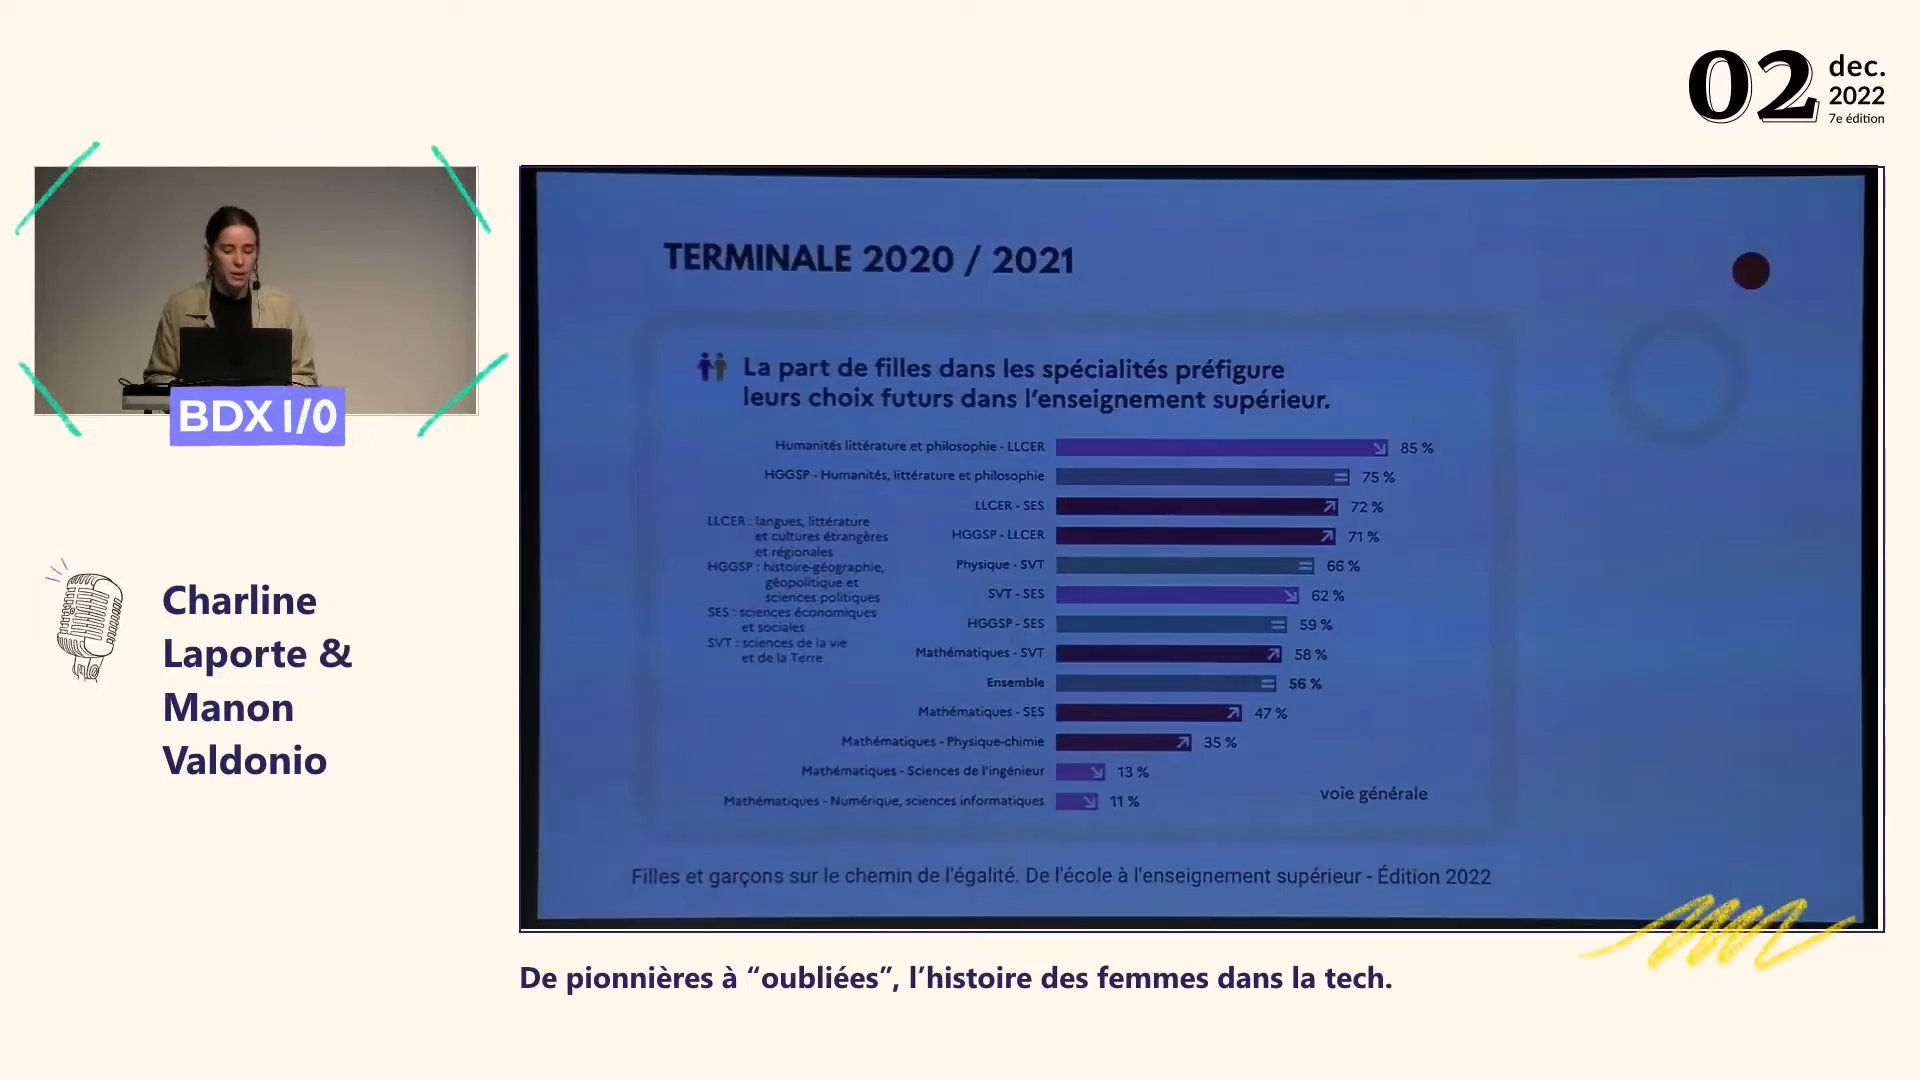 02 dec.
2022
7e édition
BDX I/O
Charline
Laporte &
Manon
Valdonio
TERMINALE 2020 / 2021
La part de filles dans les spécialités préfigure
leurs choix futurs dans l'enseignement supérieur.
Humanités littérature et philosophie - LLCER 85 %
HGGSP - Humanités, littérature et philosophie 75 %
LLCER - SES 72 %
HGGSP - LLCER 71 %
Physique - SVT 66 %
SVT - SES 62 %
HGGSP - SES 59 %
Mathématiques - SVT 58 %
Ensemble 56 %
Mathématiques - SES 47 %
Mathématiques - Physique-chimie 35 %
Mathématiques - Sciences de l'ingénieur 13 %
Mathématiques - Numérique, sciences informatiques 11 %
LLCER : langues, littérature
et cultures étrangères
et régionales
HGGSP : histoire-géographie,
géopolitique et
sciences politiques
SES : sciences économiques
et sociales
SVT : sciences de la vie
et de la Terre
voie générale
Filles et garçons sur le chemin de l'égalité. De l'école à l'enseignement supérieur - Édition 2022
De pionnières à “oubliées”, l’histoire des femmes dans la tech.